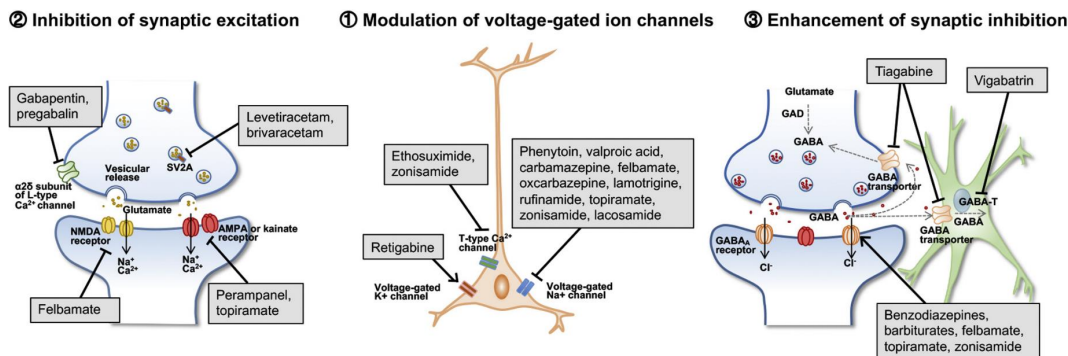 ② Inhibition of synaptic excitation
Gabapentin,
pregabalin
Levetiracetam,
brivaracetam
SV2A
Vesicular
release
α2δ subunit
of L-type
Ca²⁺ channel
Glutamate
NMDA
receptor
AMPA or kainate
receptor
Na⁺
Ca²⁺
Na⁺
Ca²⁺
Felbamate
Perampanel,
topiramate
① Modulation of voltage-gated ion channels
Ethosuximide,
zonisamide
Phenytoin, valproic acid,
carbamazepine, felbamate,
oxcarbazepine, lamotrigine,
rufinamide, topiramate,
zonisamide, lacosamide
T-type Ca²⁺
channel
Retigabine
Voltage-gated
K+ channel
Voltage-gated
Na+ channel
③ Enhancement of synaptic inhibition
Tiagabine
Vigabatrin
Glutamate
GAD
GABA
GABA
transporter
GABA-T
GABA
GABA
GABA
transporter
GABAA
receptor
Cl⁻
Cl⁻
Benzodiazepines,
barbiturates, felbamate,
topiramate, zonisamide